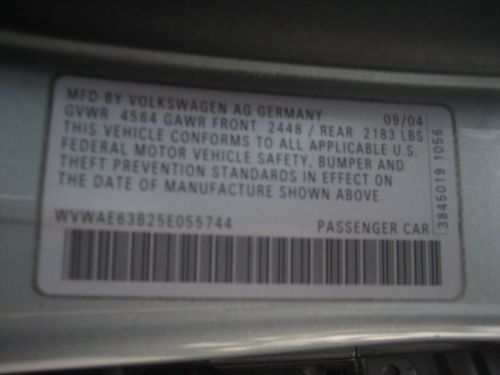 MFD BY VOLKSWAGEN AG GERMANY 09/04
GVWR 4564 GAWR FRONT 2448 / REAR 2183 LBS
THIS VEHICLE CONFORMS TO ALL APPLICABLE U.S.
FEDERAL MOTOR VEHICLE SAFETY, BUMPER AND
THEFT PREVENTION STANDARDS IN EFFECT ON
THE DATE OF MANUFACTURE SHOWN ABOVE.
WVWAE63B25E055744 PASSENGER CAR
3845019 1056